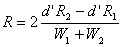 R = 2 (d'R₂ − d'R₁) / (W₁ + W₂)